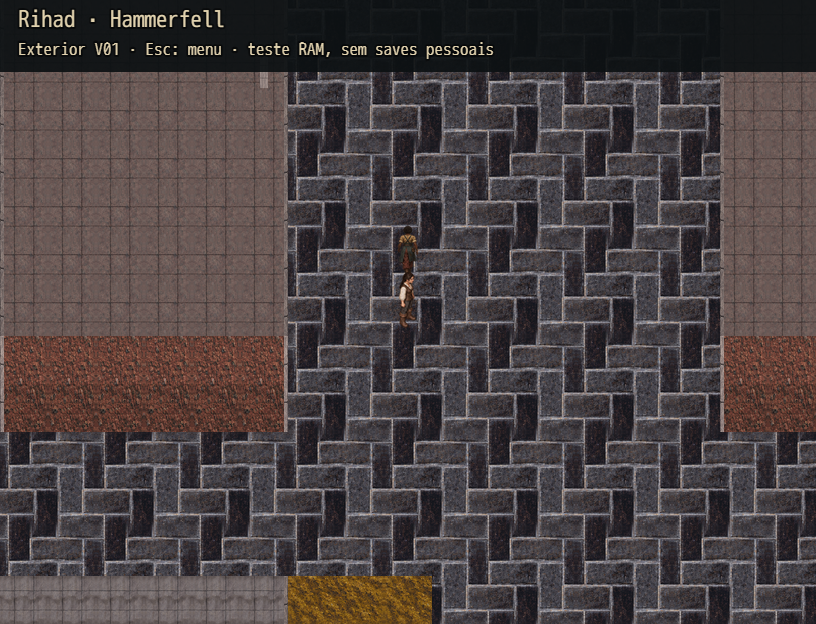 Rihad · Hammerfell
Exterior V01 · Esc: menu · teste RAM, sem saves pessoais